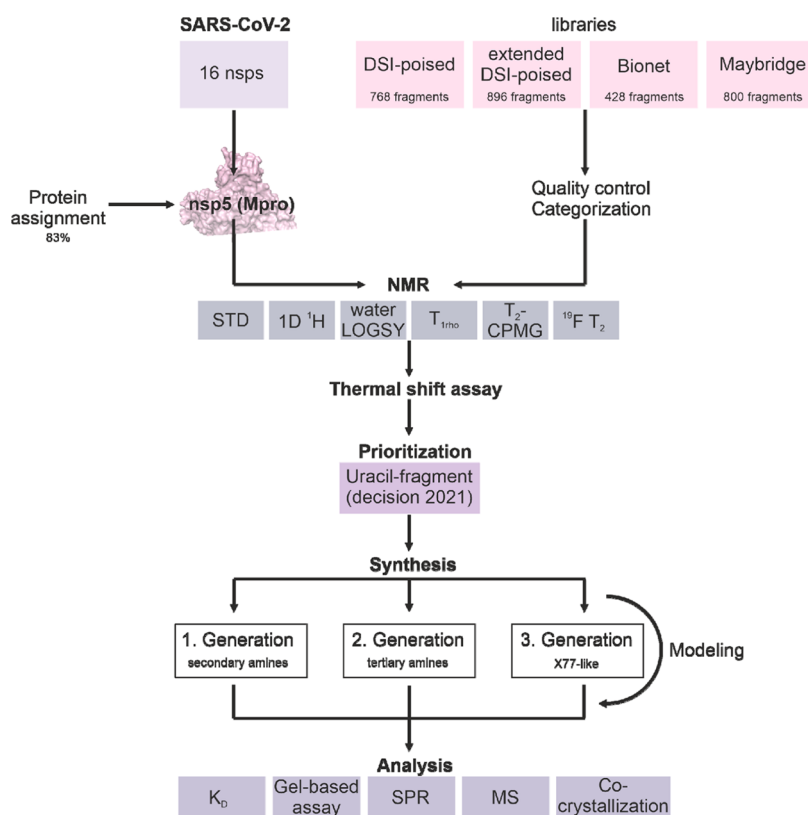 SARS-CoV-2
libraries
16 nsps
DSI-poised
768 fragments
extended
DSI-poised
896 fragments
Bionet
428 fragments
Maybridge
800 fragments
Protein
assignment
83%
nsp5 (Mpro)
Quality control
Categorization
NMR
STD
1D ¹H
water
LOGSY
T₁rho
T₂-
CPMG
¹⁹F T₂
Thermal shift assay
Prioritization
Uracil-fragment
(decision 2021)
Synthesis
1. Generation
secondary amines
2. Generation
tertiary amines
3. Generation
X77-like
Modeling
Analysis
K_D
Gel-based
assay
SPR
MS
Co-
crystallization